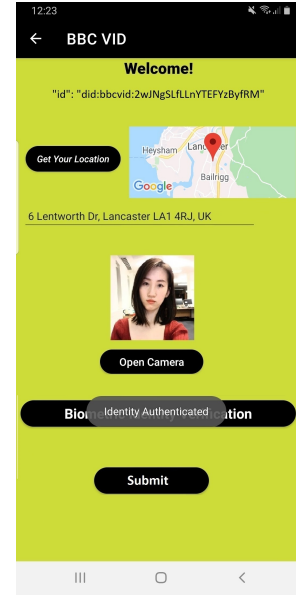 12:23
BBC VID
Welcome!
"id": "did:bbcvid:2wJNgSLfLLnYTEFYzByfRM"
Get Your Location
Heysham
Bailrigg
Google
6 Lentworth Dr, Lancaster LA1 4RJ, UK
Open Camera
Identity Authenticated
Submit